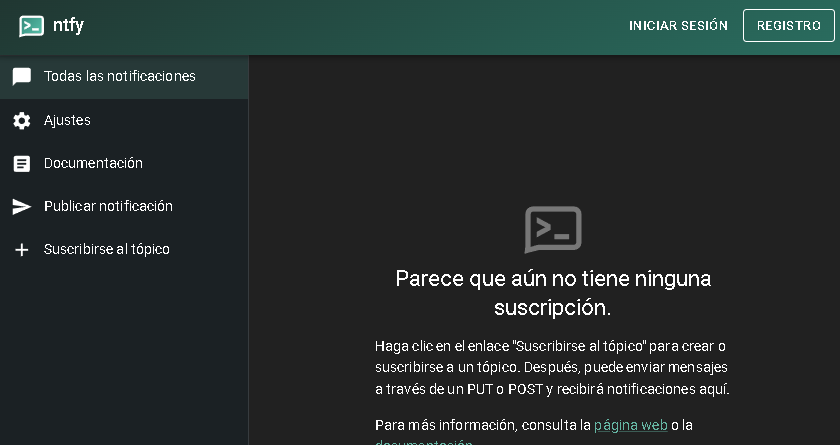 ntfy
INICIAR SESIÓN
REGISTRO
Todas las notificaciones
Ajustes
Documentación
Publicar notificación
Suscribirse al tópico
Parece que aún no tiene ninguna
suscripción.
Haga clic en el enlace "Suscribirse al tópico" para crear o
suscribirse a un tópico. Después, puede enviar mensajes
a través de un PUT o POST y recibirá notificaciones aquí.
Para más información, consulta la página web o la
documentación